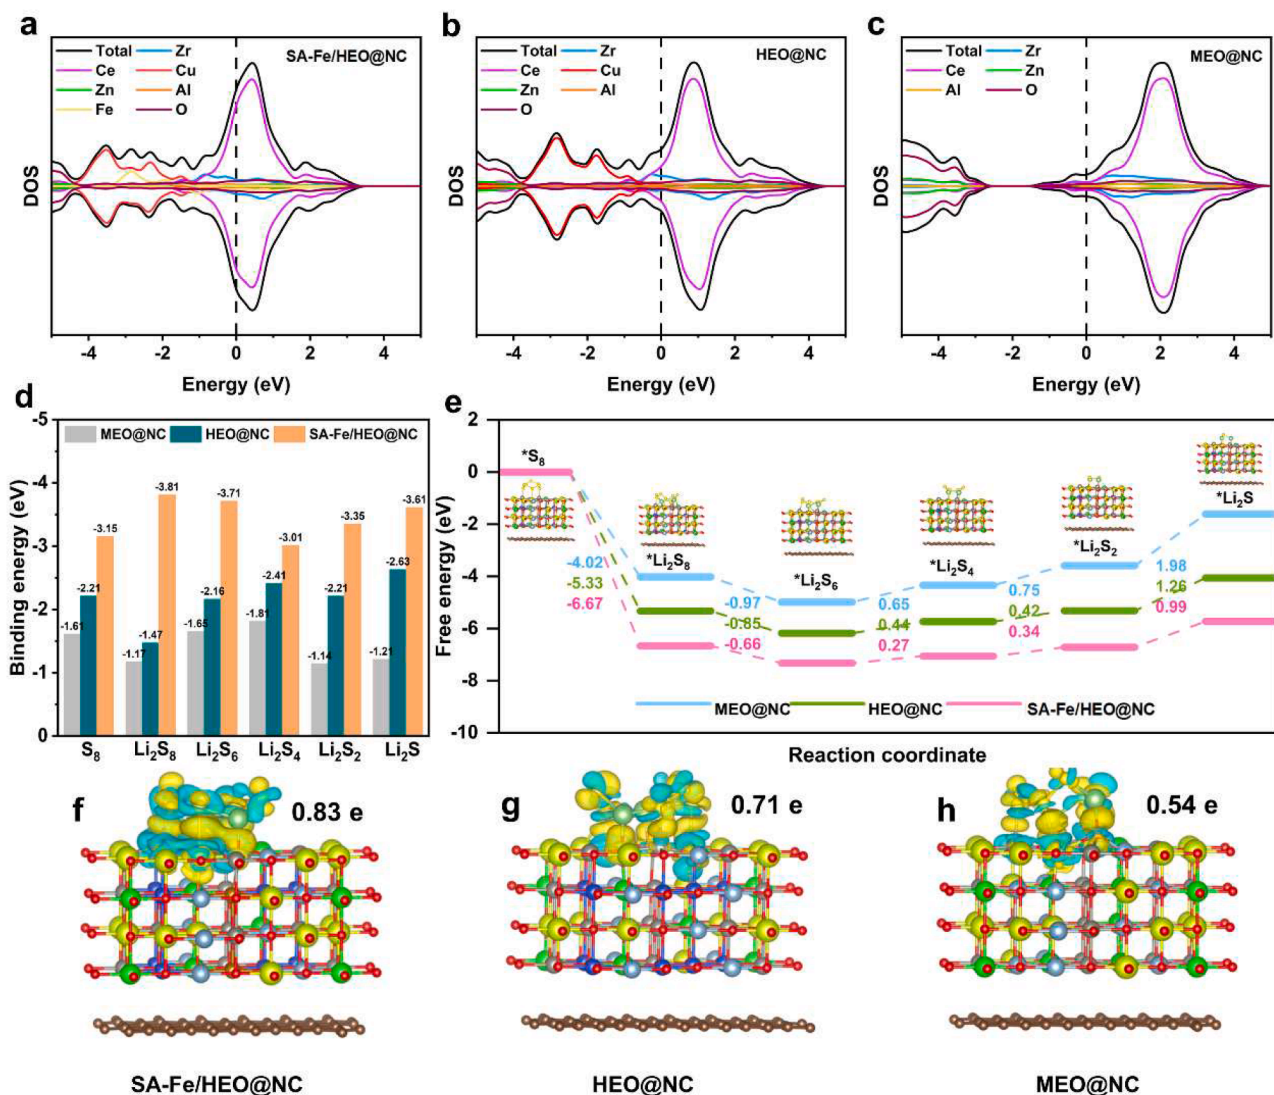 a
SA-Fe/HEO@NC
Total Zr
Ce Cu
Zn Al
Fe O
DOS
-4 -2 0 2 4
Energy (eV)
b
HEO@NC
Total Zr
Ce Cu
Zn Al
O
DOS
-4 -2 0 2 4
Energy (eV)
c
MEO@NC
Total Zr
Ce Zn
Al O
DOS
-4 -2 0 2 4
Energy (eV)
d
MEO@NC HEO@NC SA-Fe/HEO@NC
Binding energy (eV)
-5
-4
-3
-2
-1
0
-1.61 -2.21 -3.15
-1.17 -1.47 -3.81
-1.65 -2.16 -3.71
-1.81 -2.41 -3.01
-1.14 -2.21 -3.35
-1.21 -2.63 -3.61
S₈ Li₂S₈ Li₂S₆ Li₂S₄ Li₂S₂ Li₂S
e
Free energy (eV)
0
-2
-4
-6
-8
-10
*S₈
*Li₂S₈
*Li₂S₆
*Li₂S₄
*Li₂S₂
*Li₂S
-4.02 -0.97 0.65 0.75 1.98
-5.33 -0.85 0.44 0.42 1.26
-6.67 -0.66 0.27 0.34 0.99
MEO@NC HEO@NC SA-Fe/HEO@NC
Reaction coordinate
f
0.83 e
SA-Fe/HEO@NC
g
0.71 e
HEO@NC
h
0.54 e
MEO@NC